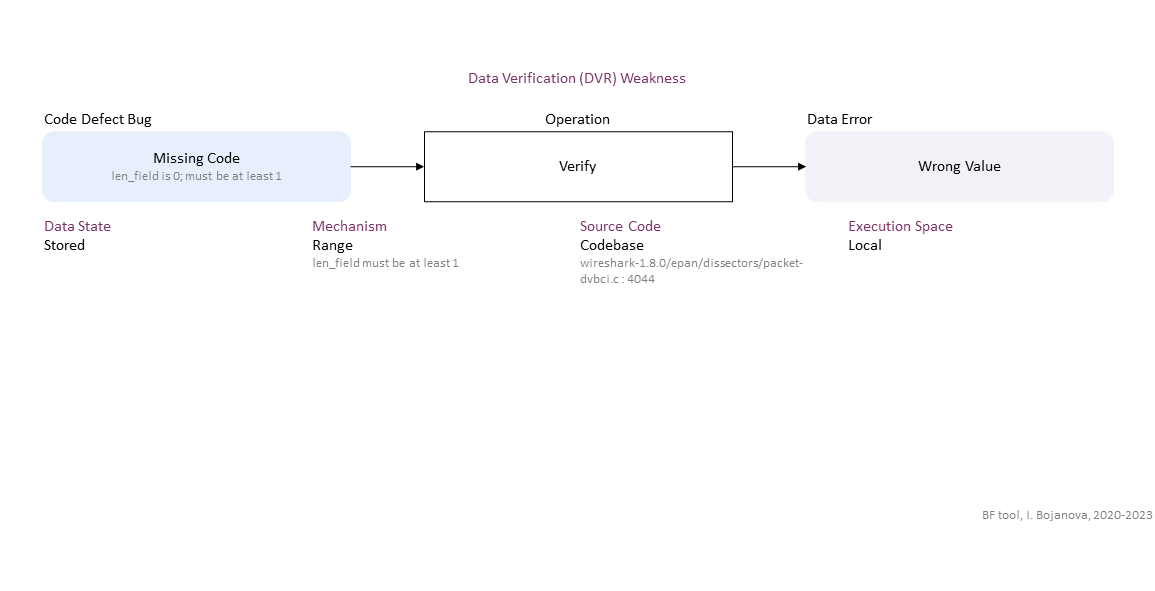 Data Verification (DVR) Weakness
Code Defect Bug
Operation
Data Error
Missing Code
len_field is 0; must be at least 1
Verify
Wrong Value
Data State
Stored
Mechanism
Range
len_field must be at least 1
Source Code
Codebase
wireshark-1.8.0/epan/dissectors/packet-
dvbci.c : 4044
Execution Space
Local
BF tool, I. Bojanova, 2020-2023